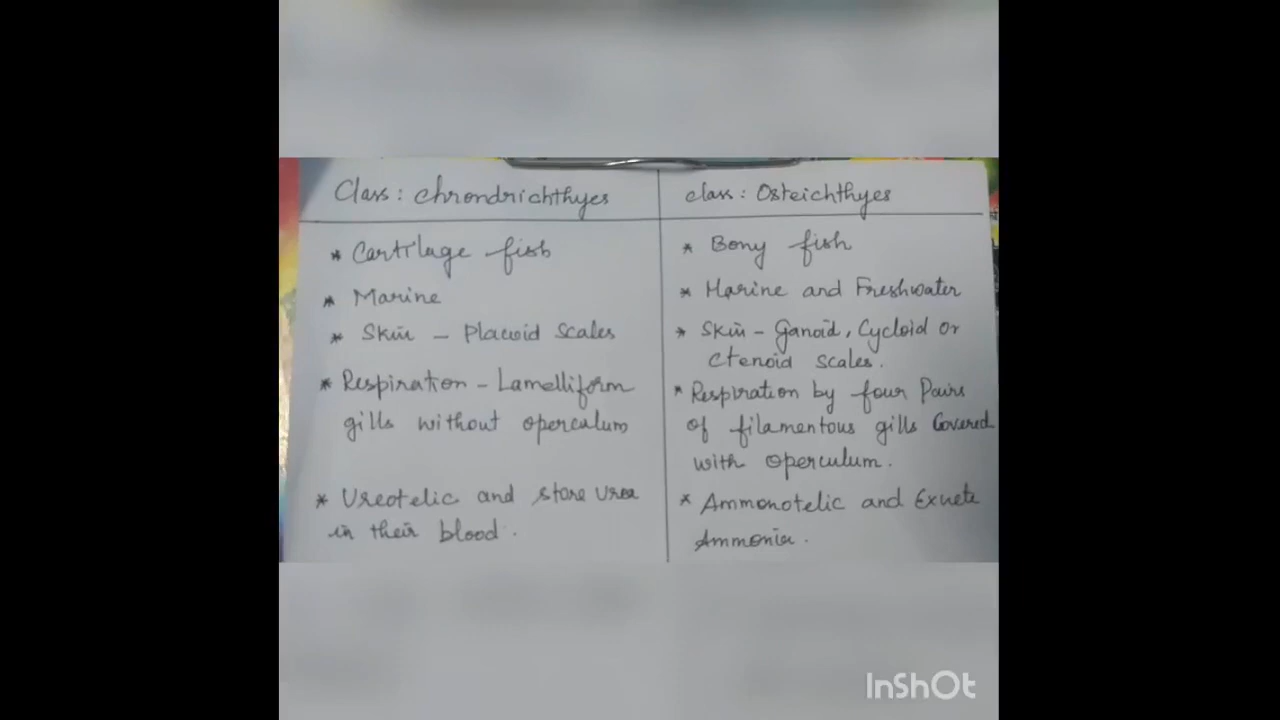 Class: Chrondrichthyes
* Cartilage fish
* Marine
* Skin - Placoid Scales
* Respiration - Lamelliform
gills without operculum
* Ureotelic and store urea
in their blood.
class: Osteichthyes
* Bony fish
* Marine and Freshwater
* Skin - Ganoid, Cycloid or
Ctenoid scales.
* Respiration by four Pairs
of filamentous gills Covered
with operculum.
* Ammonotelic and Excrete
Ammonia.
InShOt